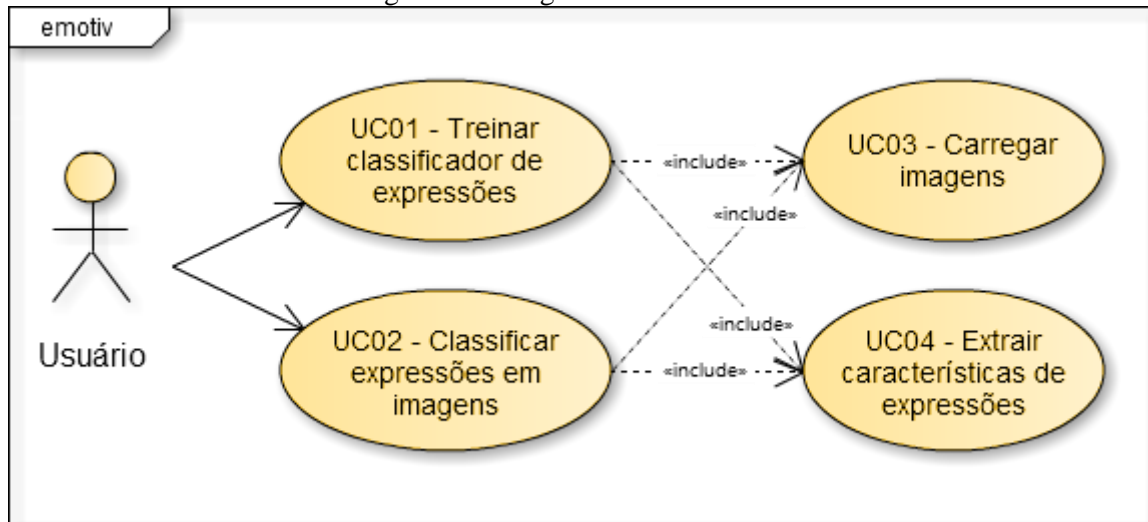 emotiv
UC01 - Treinar
classificador de
expressões
UC03 - Carregar
imagens
«include»
«include»
Usuário
UC02 - Classificar
expressões em
imagens
«include»
«include»
UC04 - Extrair
características de
expressões